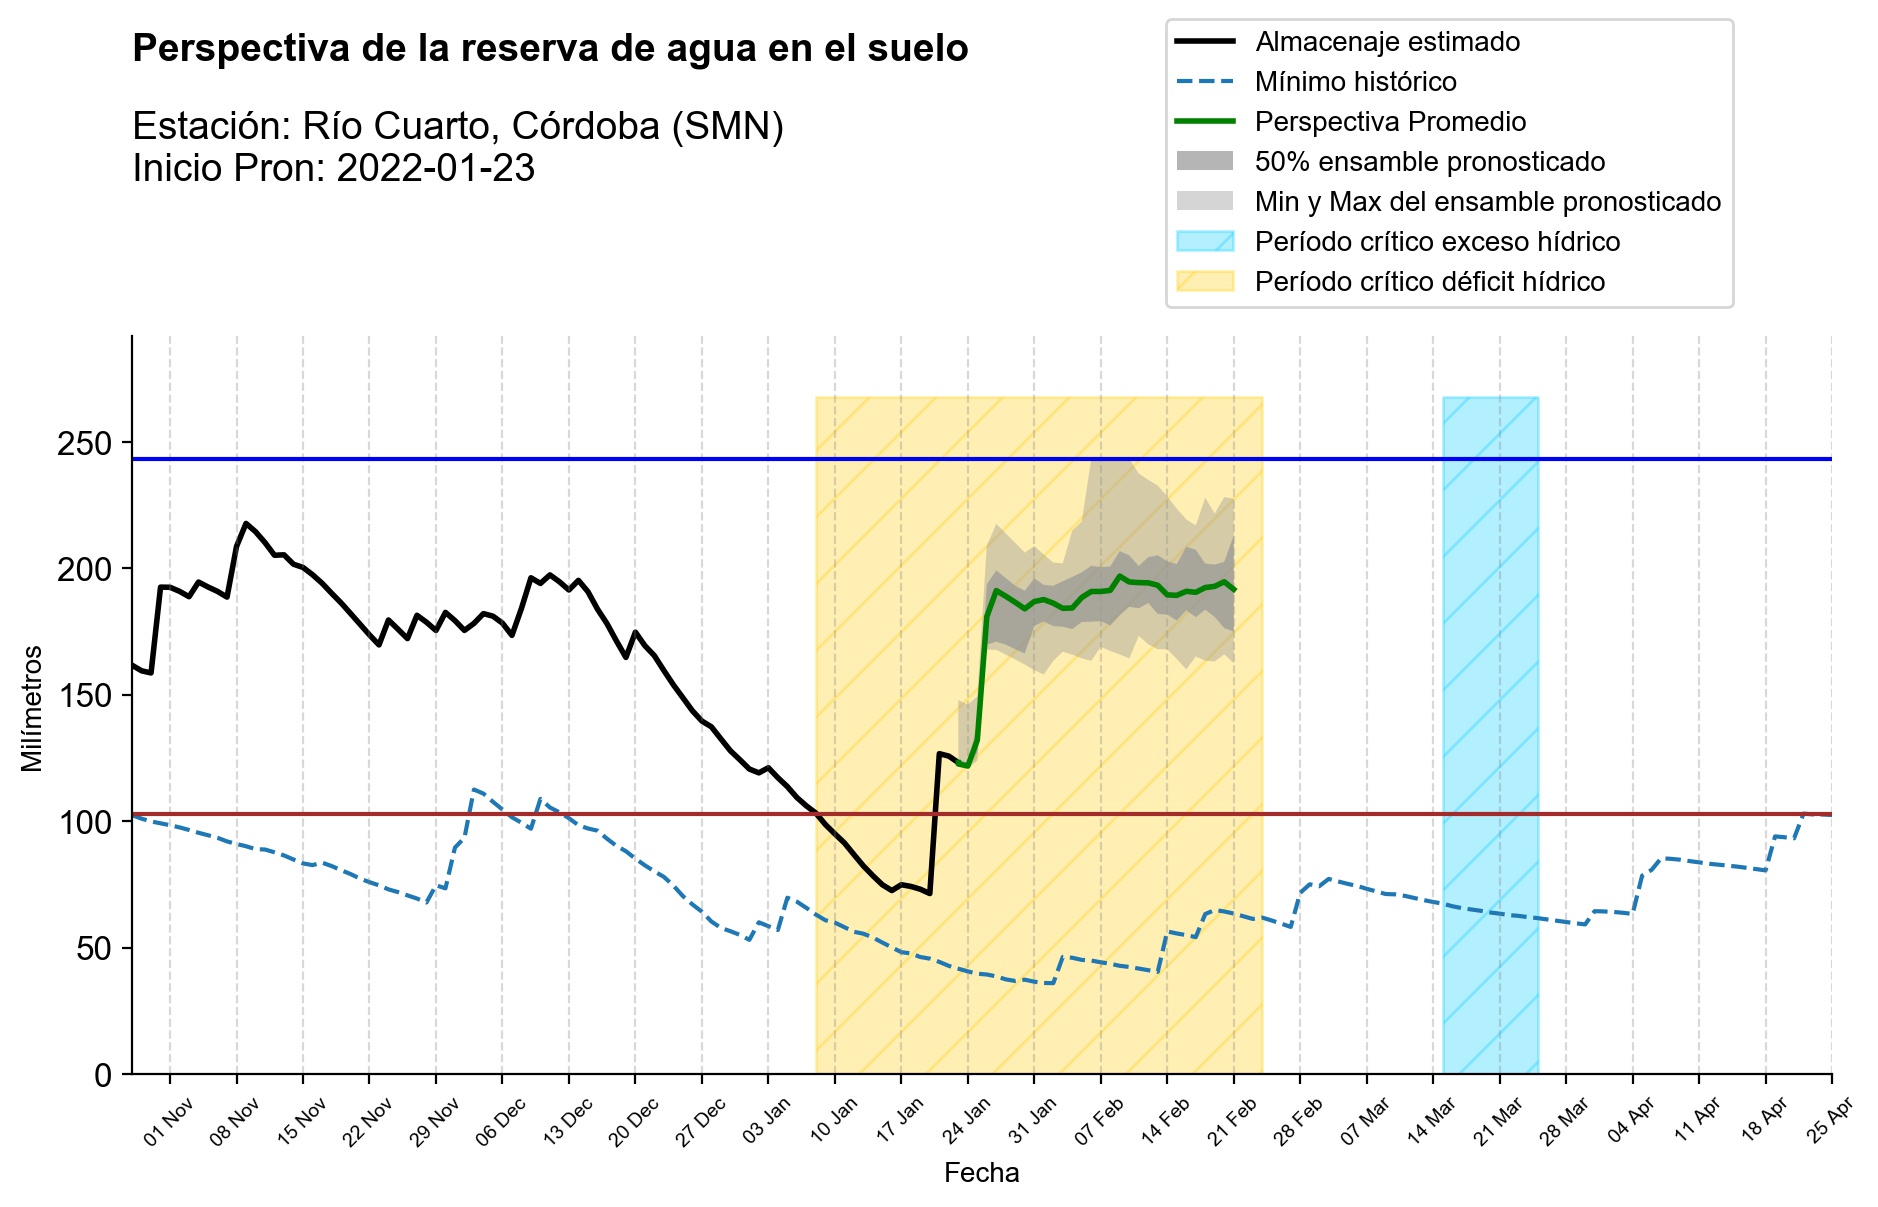 Perspectiva de la reserva de agua en el suelo
Estación: Río Cuarto, Córdoba (SMN)
Inicio Pron: 2022-01-23
Almacenaje estimado
Mínimo histórico
Perspectiva Promedio
50% ensamble pronosticado
Min y Max del ensamble pronosticado
Período crítico exceso hídrico
Período crítico déficit hídrico
250
200
150
100
50
0
Milímetros
01 Nov
08 Nov
15 Nov
22 Nov
29 Nov
06 Dec
13 Dec
20 Dec
27 Dec
03 Jan
10 Jan
17 Jan
24 Jan
31 Jan
07 Feb
14 Feb
21 Feb
28 Feb
07 Mar
14 Mar
21 Mar
28 Mar
04 Apr
11 Apr
18 Apr
25 Apr
Fecha